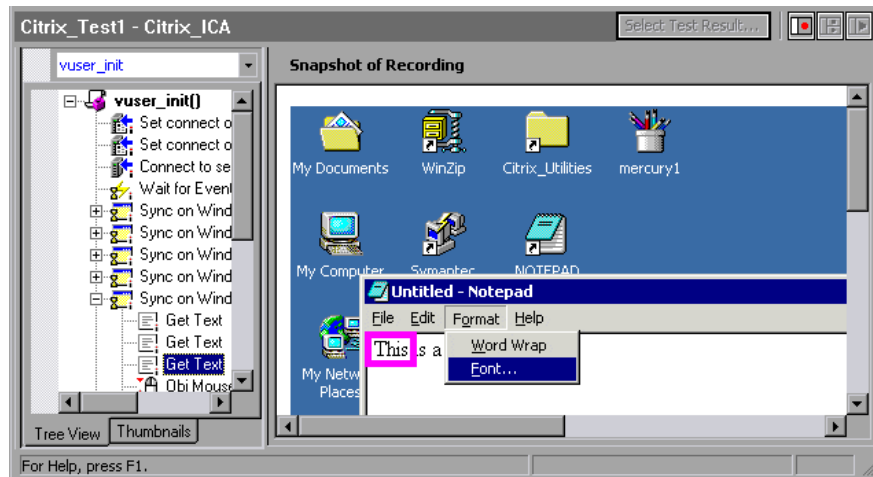 Citrix_Test1 - Citrix_ICA
Select Test Result...
vuser_init
Snapshot of Recording
vuser_init()
Set connect o
Set connect o
Connect to se
Wait for Event
Sync on Wind
Sync on Wind
Sync on Wind
Sync on Wind
Sync on Wind
Get Text
Get Text
Get Text
Obj Mouse
Tree View
Thumbnails
My Documents
WinZip
Citrix_Utilities
mercury1
My Computer
Symantec
NOTEPAD
My Netw
Places
Untitled - Notepad
File Edit Format Help
This is a
Word Wrap
Font...
For Help, press F1.